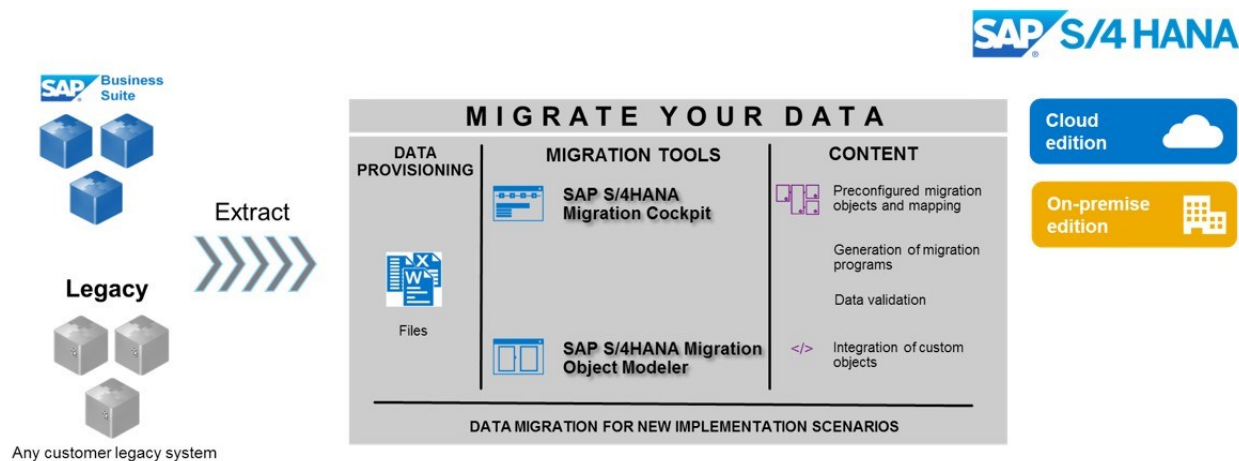 SAP S/4 HANA
SAP Business
Suite
Extract
Legacy
Any customer legacy system
MIGRATE YOUR DATA
DATA
PROVISIONING
Files
MIGRATION TOOLS
SAP S/4HANA
Migration Cockpit
SAP S/4HANA Migration
Object Modeler
CONTENT
Preconfigured migration
objects and mapping
Generation of migration
programs
Data validation
</> Integration of custom
objects
DATA MIGRATION FOR NEW IMPLEMENTATION SCENARIOS
Cloud
edition
On-premise
edition